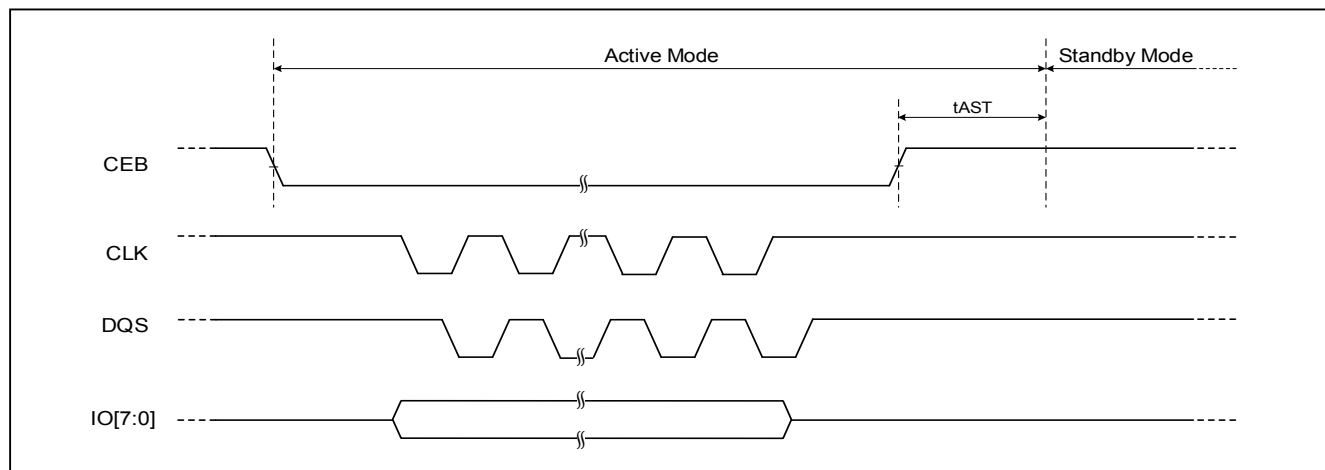 Active Mode
Standby Mode
tAST
CEB
CLK
DQS
IO[7:0]